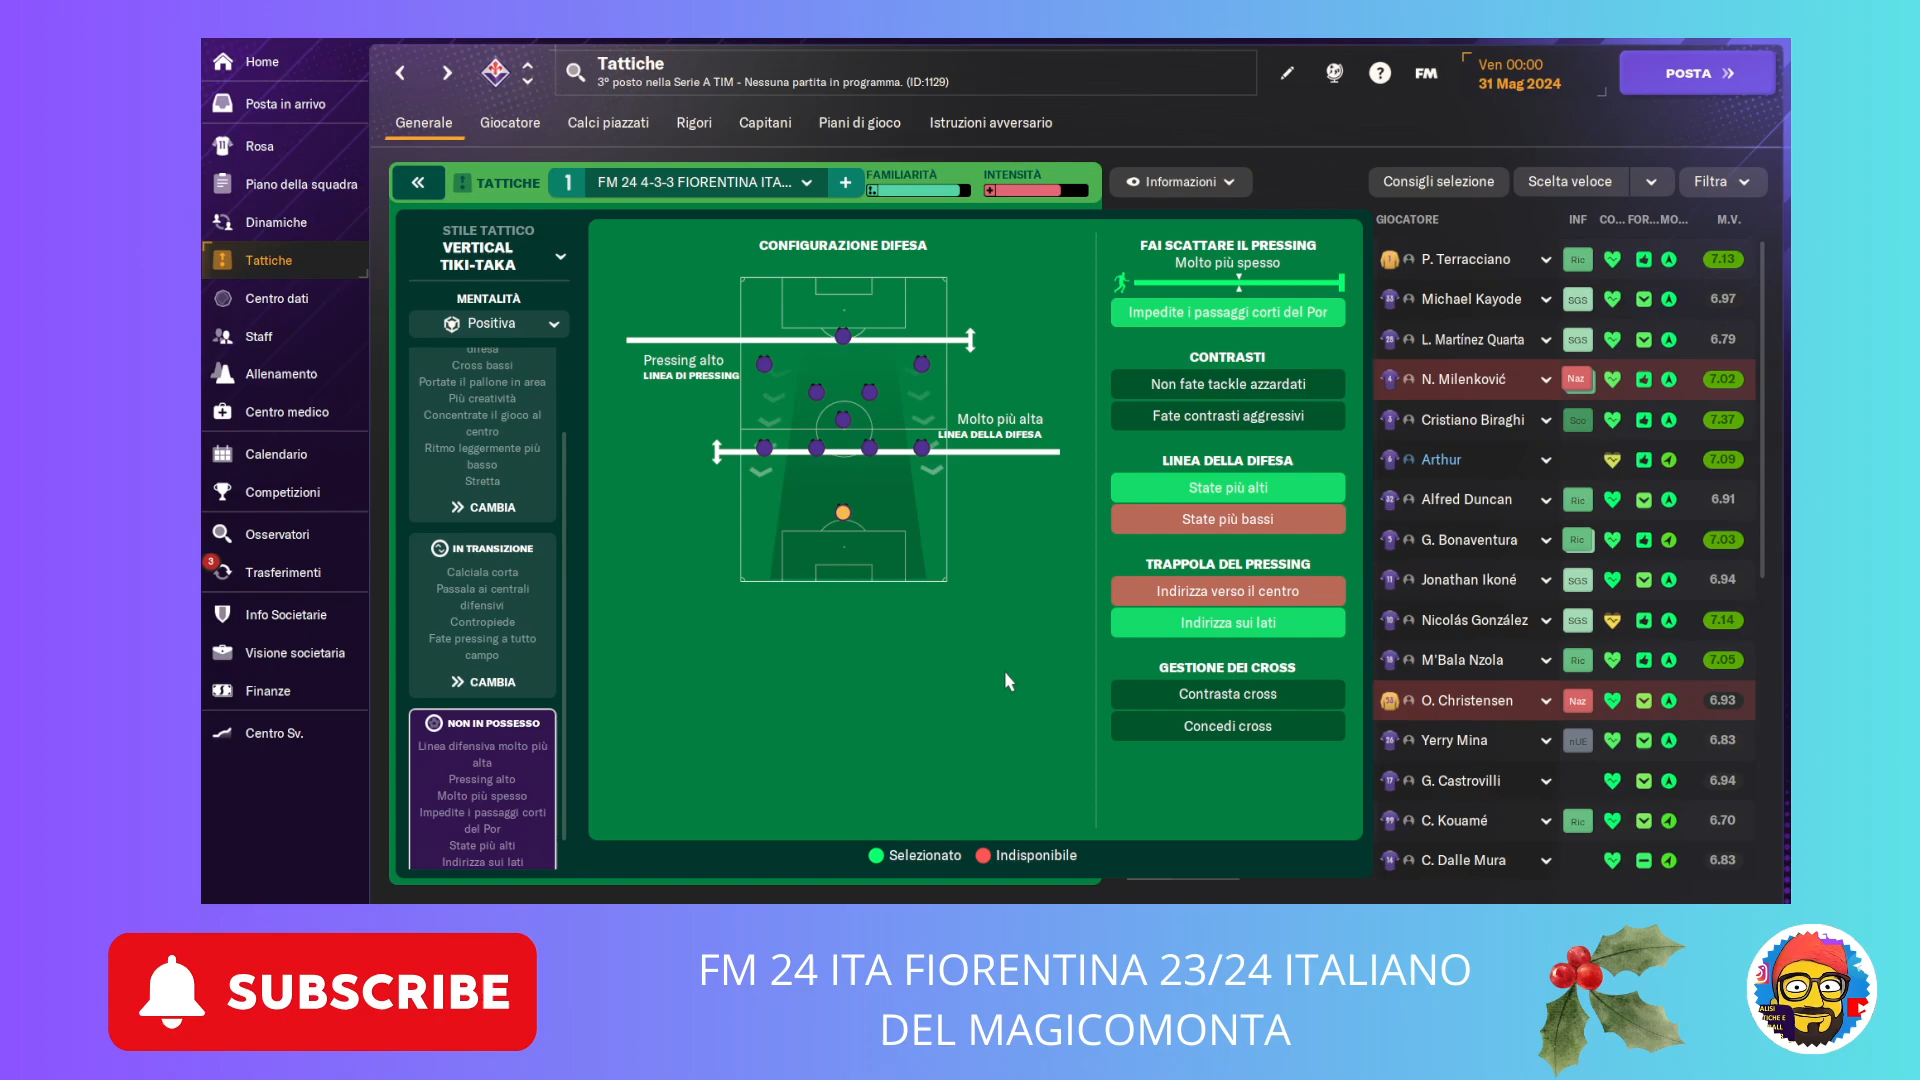 Home
Posta in arrivo
Rosa
Piano della squadra
Dinamiche
Tattiche
Centro dati
Staff
Allenamento
Centro medico
Calendario
Competizioni
Osservatori
3
Trasferimenti
Info Societarie
Visione societaria
Finanze
Centro Sv.
Tattiche
3° posto nella Serie A TIM - Nessuna partita in programma. (ID:1129)
FM
Ven 00:00
31 Mag 2024
POSTA
Generale
Giocatore
Calci piazzati
Rigori
Capitani
Piani di gioco
Istruzioni avversario
TATTICHE
1
FM 24 4-3-3 FIORENTINA ITA...
FAMILIARITÀ
INTENSITÀ
Informazioni
Consigli selezione
Scelta veloce
Filtra
STILE TATTICO
VERTICAL
TIKI-TAKA
MENTALITÀ
Positiva
difesa
Cross bassi
Portate il pallone in area
Più creatività
Concentrate il gioco al
centro
Ritmo leggermente più
basso
Stretta
CAMBIA
IN TRANSIZIONE
Calciala corta
Passala ai centrali
difensivi
Contropiede
Fate pressing a tutto
campo
CAMBIA
NON IN POSSESSO
Linea difensiva molto più
alta
Pressing alto
Molto più spesso
Impedite i passaggi corti
del Por
State più alti
Indirizza sui lati
CONFIGURAZIONE DIFESA
Pressing alto
LINEA DI PRESSING
Molto più alta
LINEA DELLA DIFESA
FAI SCATTARE IL PRESSING
Molto più spesso
Impedite i passaggi corti del Por
CONTRASTI
Non fate tackle azzardati
Fate contrasti aggressivi
LINEA DELLA DIFESA
State più alti
State più bassi
TRAPPOLA DEL PRESSING
Indirizza verso il centro
Indirizza sui lati
GESTIONE DEI CROSS
Contrasta cross
Concedi cross
Selezionato
Indisponibile
GIOCATORE INF CO... FOR... MO... M.V.
P. Terracciano Ric 7.13
Michael Kayode SGS 6.97
L. Martínez Quarta SGS 6.79
N. Milenković Naz 7.02
Cristiano Biraghi Sco 7.37
Arthur 7.09
Alfred Duncan Ric 6.91
G. Bonaventura Ric 7.03
Jonathan Ikoné SGS 6.94
Nicolás González SGS 7.14
M'Bala Nzola Ric 7.05
O. Christensen Naz 6.93
Yerry Mina nUE 6.83
G. Castrovilli 6.94
C. Kouamé Ric 6.70
C. Dalle Mura 6.83
SUBSCRIBE
FM 24 ITA FIORENTINA 23/24 ITALIANO
DEL MAGICOMONTA